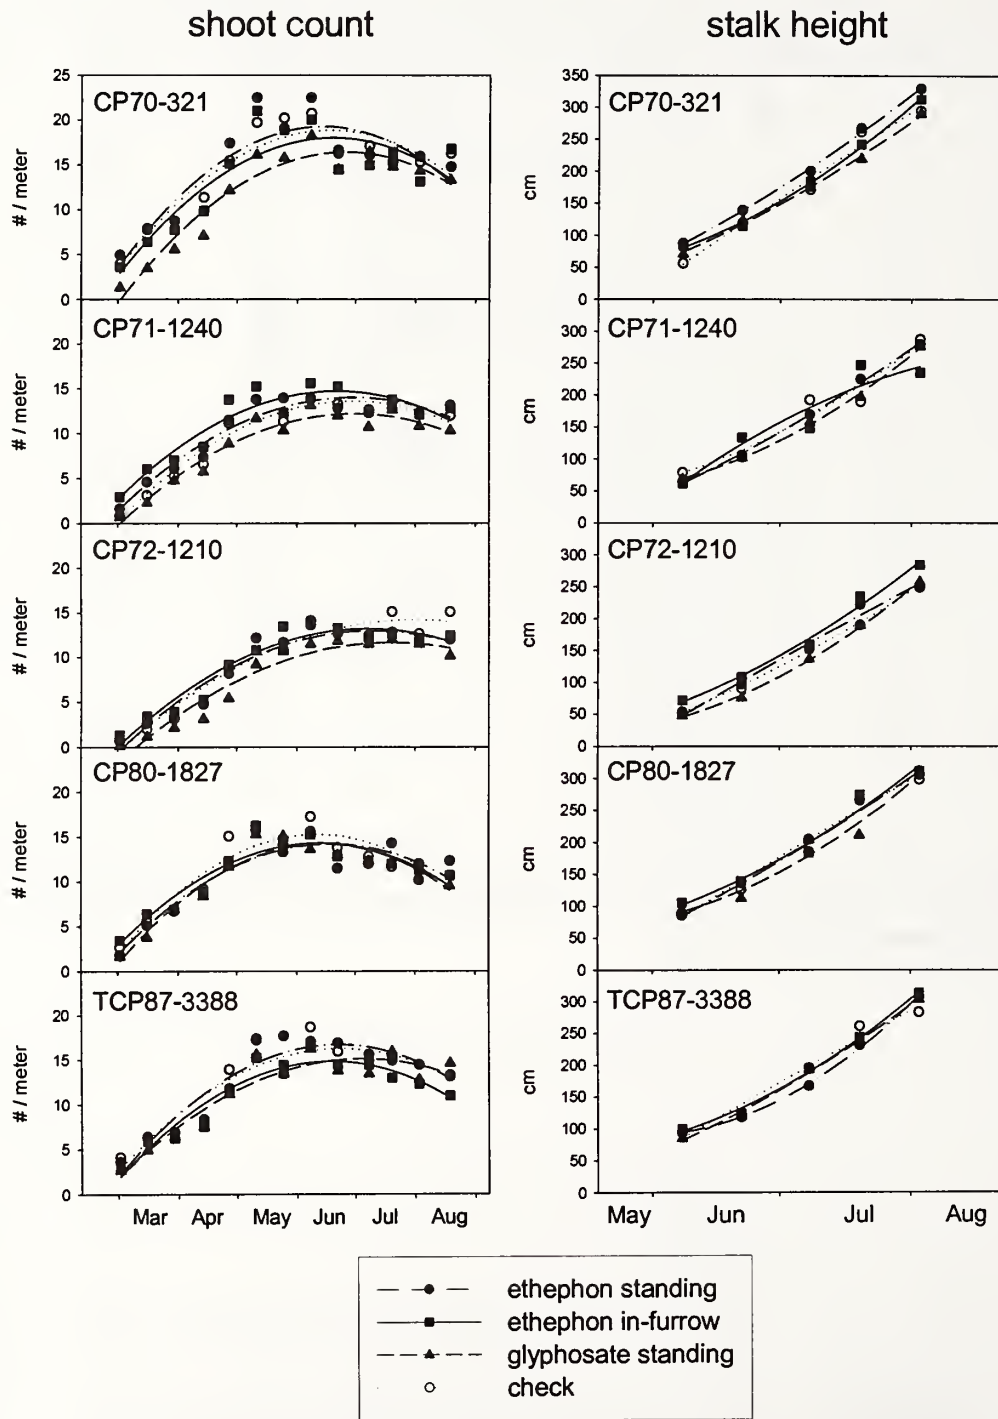 shoot count
stalk height
CP70-321
25
20
15
10
5
0
# / meter
CP70-321
350
300
250
200
150
100
50
0
cm
CP71-1240
20
15
10
5
0
# / meter
CP71-1240
300
250
200
150
100
50
0
cm
CP72-1210
20
15
10
5
0
# / meter
CP72-1210
300
250
200
150
100
50
0
cm
CP80-1827
20
15
10
5
0
# / meter
CP80-1827
300
250
200
150
100
50
0
cm
TCP87-3388
20
15
10
5
0
# / meter
TCP87-3388
300
250
200
150
100
50
0
cm
Mar Apr May Jun Jul Aug
May Jun Jul Aug
ethephon standing
ethephon in-furrow
glyphosate standing
check